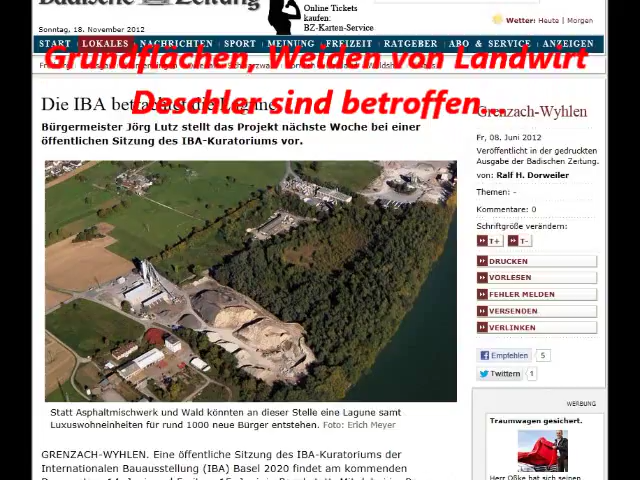 Badische Zeitung
Online Tickets
kaufen:
BZ-Karten-Service
Sonntag, 18. November 2012
Wetter: Heute | Morgen
START LOKALES NACHRICHTEN SPORT MEINUNG FREIZEIT RATGEBER ABO & SERVICE ANZEIGEN
Grundflächen, Weiden von Landwirt
Deschler sind betroffen...
Die IBA
Grenzach-Wyhlen
Bürgermeister Jörg Lutz stellt das Projekt nächste Woche bei einer
öffentlichen Sitzung des IBA-Kuratoriums vor.
Fr, 08. Juni 2012
Veröffentlicht in der gedruckten
Ausgabe der Badischen Zeitung.
von: Ralf H. Dorweiler
Themen: -
Kommentare: 0
Schriftgröße verändern:
T+ T-
DRUCKEN
VORLESEN
FEHLER MELDEN
VERSENDEN
VERLINKEN
Empfehlen 5
Twittern 1
WERBUNG
Traumwagen gesichert.
Herr Oßke hat sich seinen
Statt Asphaltmischwerk und Wald könnten an dieser Stelle eine Lagune samt
Luxuswohneinheiten für rund 1000 neue Bürger entstehen. Foto: Erich Meyer
GRENZACH-WYHLEN. Eine öffentliche Sitzung des IBA-Kuratoriums der
Internationalen Bauausstellung (IBA) Basel 2020 findet am kommenden